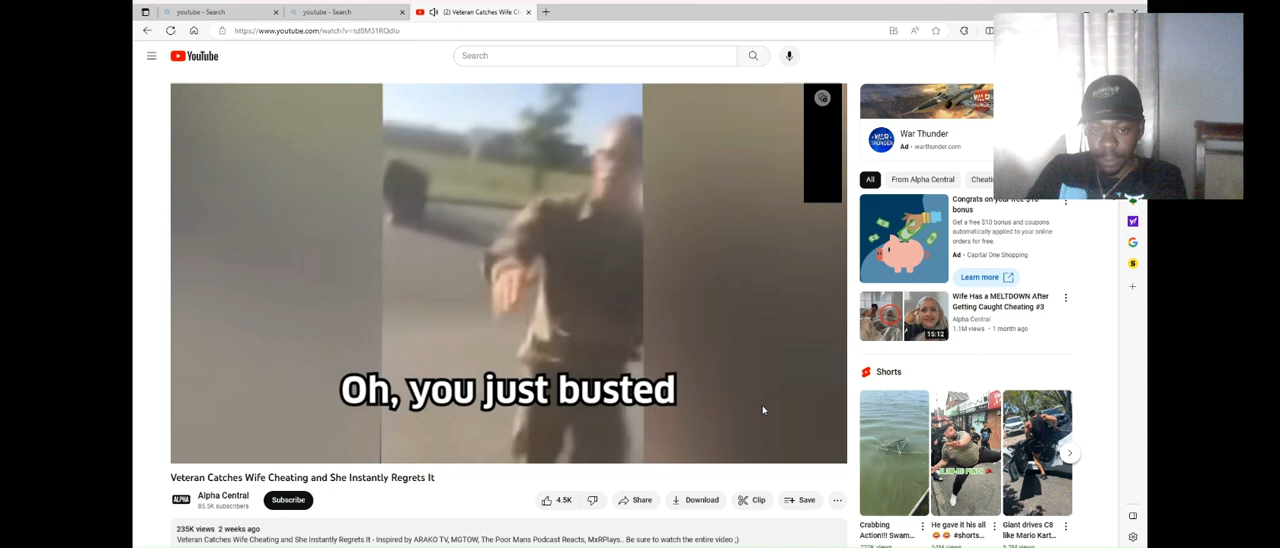 youtube - Search
youtube - Search
(2) Veteran Catches Wife Ch
https://www.youtube.com/watch?v=td8M31RQdlo
YouTube
Search
Oh, you just busted
WAR THUNDER
War Thunder
Ad · warthunder.com
All
From Alpha Central
Cheatin
Congrats on your free $10
bonus
Get a free $10 bonus and coupons
automatically applied to your online
orders for free.
Ad · Capital One Shopping
Learn more
Wife Has a MELTDOWN After
Getting Caught Cheating #3
Alpha Central
1.1M views · 1 month ago
15:12
Shorts
Crabbing
Action!!! Swam...
He gave it his all
#shorts...
Giant drives C8
like Mario Kart...
Veteran Catches Wife Cheating and She Instantly Regrets It
ALPHA
Alpha Central
85.5K subscribers
Subscribe
4.5K
Share
Download
Clip
Save
235K views 2 weeks ago
Veteran Catches Wife Cheating and She Instantly Regrets It - Inspired by ARAKO TV, MGTOW, The Poor Mans Podcast Reacts, MxRPlays.. Be sure to watch the entire video ;)